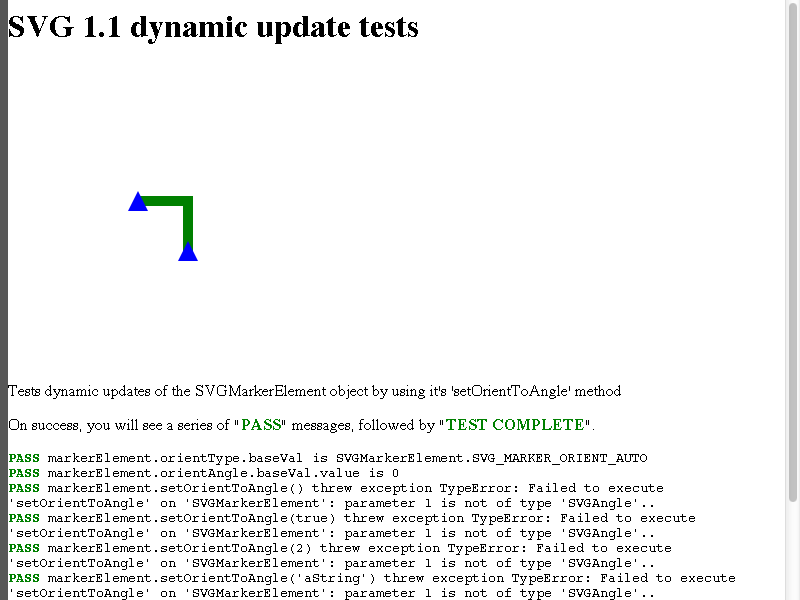 SVG 1.1 dynamic update tests
Tests dynamic updates of the SVGMarkerElement object by using it's 'setOrientToAngle' method
On success, you will see a series of "PASS" messages, followed by "TEST COMPLETE".
PASS markerElement.orientType.baseVal is SVGMarkerElement.SVG_MARKER_ORIENT_AUTO
PASS markerElement.orientAngle.baseVal.value is 0
PASS markerElement.setOrientToAngle() threw exception TypeError: Failed to execute
'setOrientToAngle' on 'SVGMarkerElement': parameter 1 is not of type 'SVGAngle'..
PASS markerElement.setOrientToAngle(true) threw exception TypeError: Failed to execute
'setOrientToAngle' on 'SVGMarkerElement': parameter 1 is not of type 'SVGAngle'..
PASS markerElement.setOrientToAngle(2) threw exception TypeError: Failed to execute
'setOrientToAngle' on 'SVGMarkerElement': parameter 1 is not of type 'SVGAngle'..
PASS markerElement.setOrientToAngle('aString') threw exception TypeError: Failed to execute
'setOrientToAngle' on 'SVGMarkerElement': parameter 1 is not of type 'SVGAngle'..